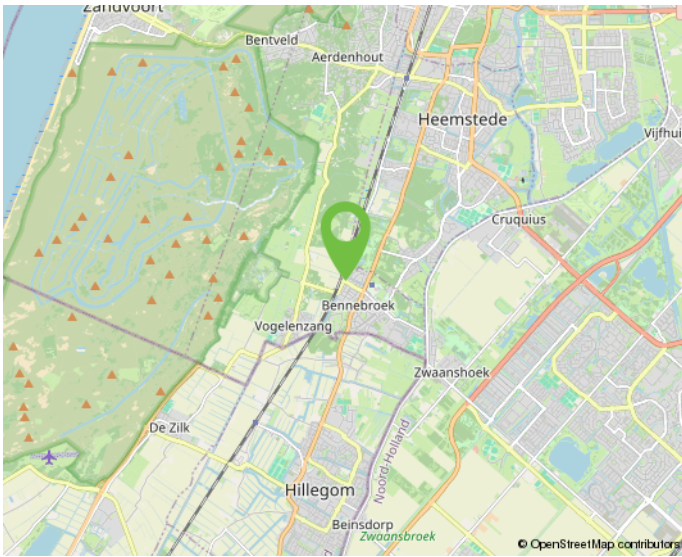 Zandvoort
Bentveld
Aerdenhout
Heemstede
Vijfhui
Cruquius
Bennebroek
Vogelenzang
Zwaanshoek
De Zilk
Noord-Holland
Hillegom
Beinsdorp
Zwaansbroek
© OpenStreetMap contributors